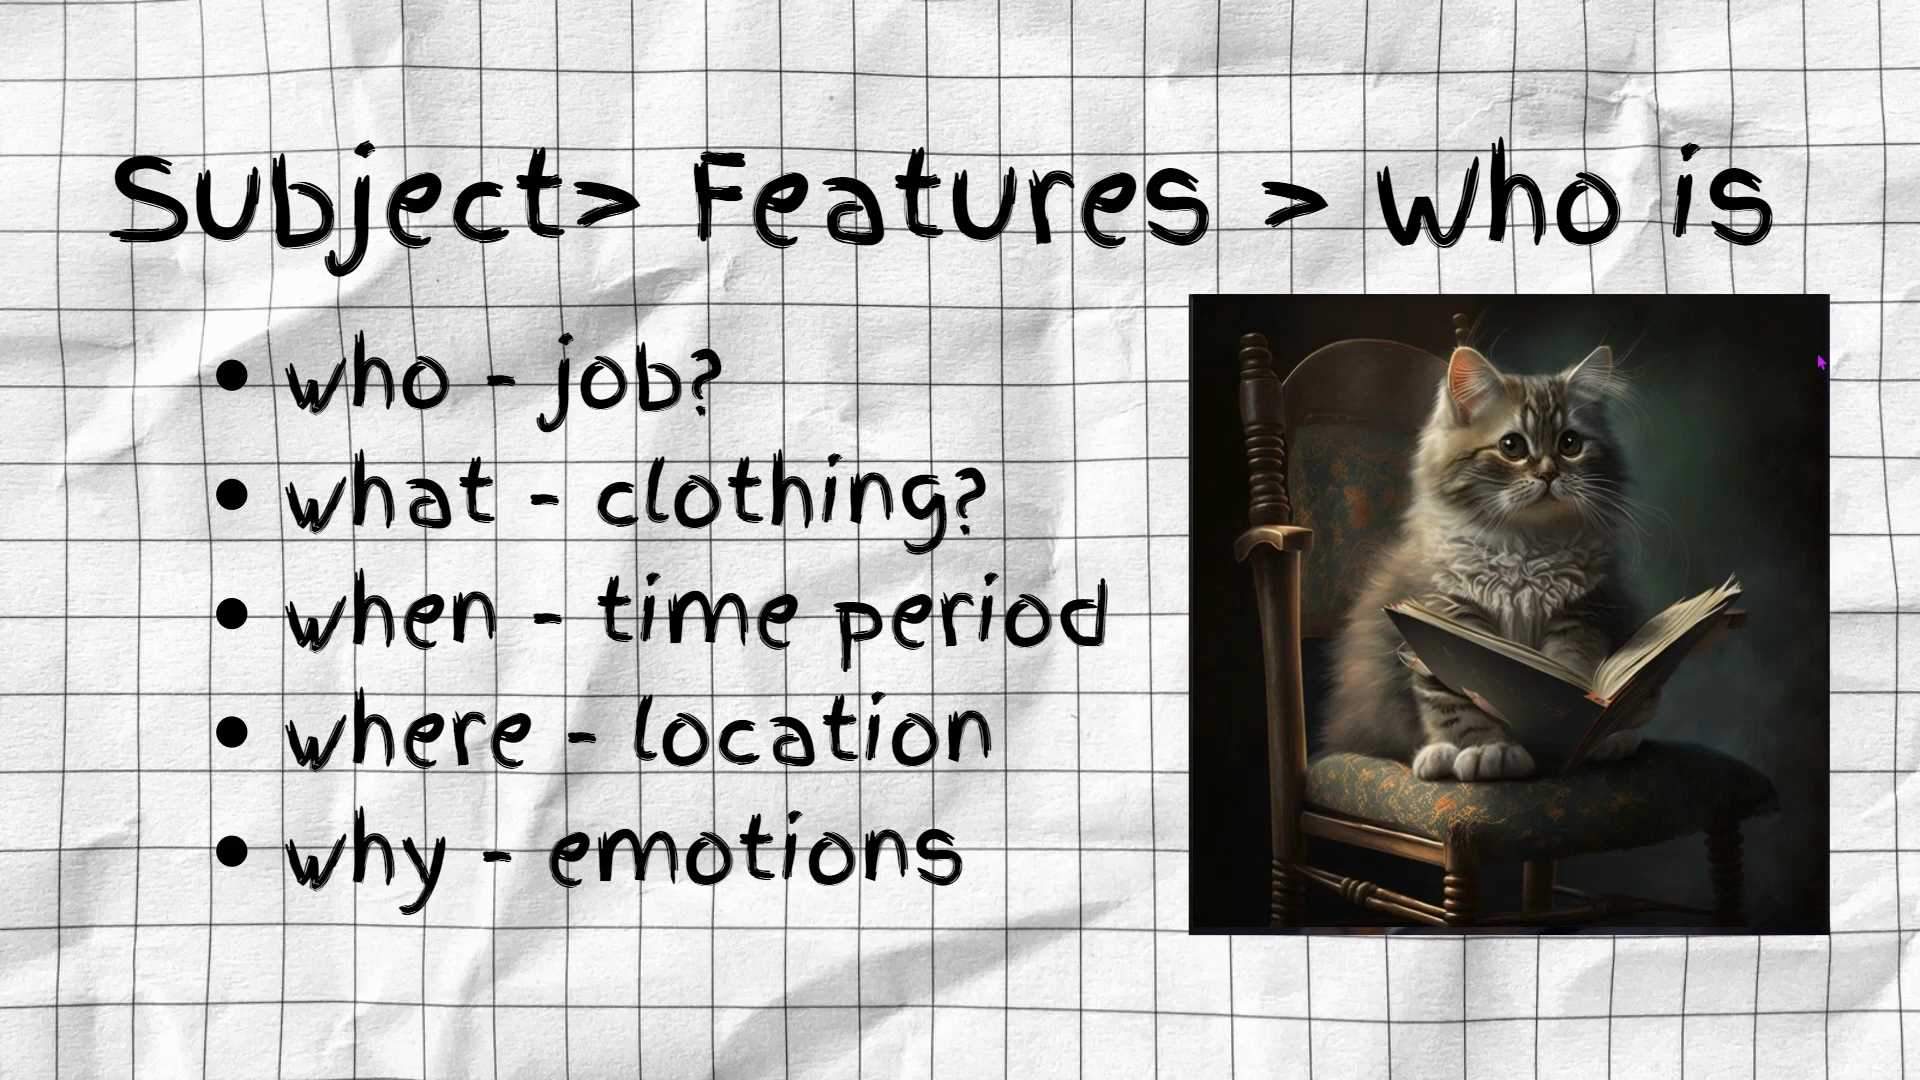 Subject> Features > who is
• who - job?
• what - clothing?
• when - time period
• where - location
• why - emotions